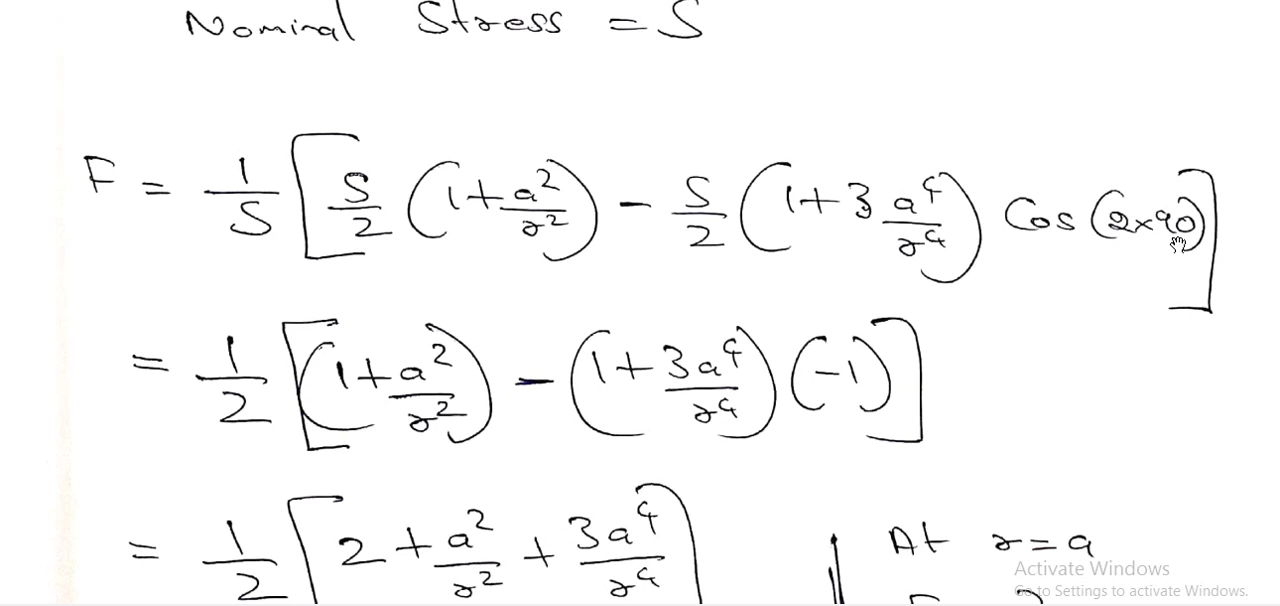 Nominal Stress = S
F = 1/S [ S/2 (1 + a²/r²) - S/2 (1 + 3 a⁴/r⁴) Cos (2×90) ]
= 1/2 [ (1 + a²/r²) - (1 + 3a⁴/r⁴) (-1) ]
= 1/2 [ 2 + a²/r² + 3a⁴/r⁴ ]
At r = a
Activate Windows
Go to Settings to activate Windows.